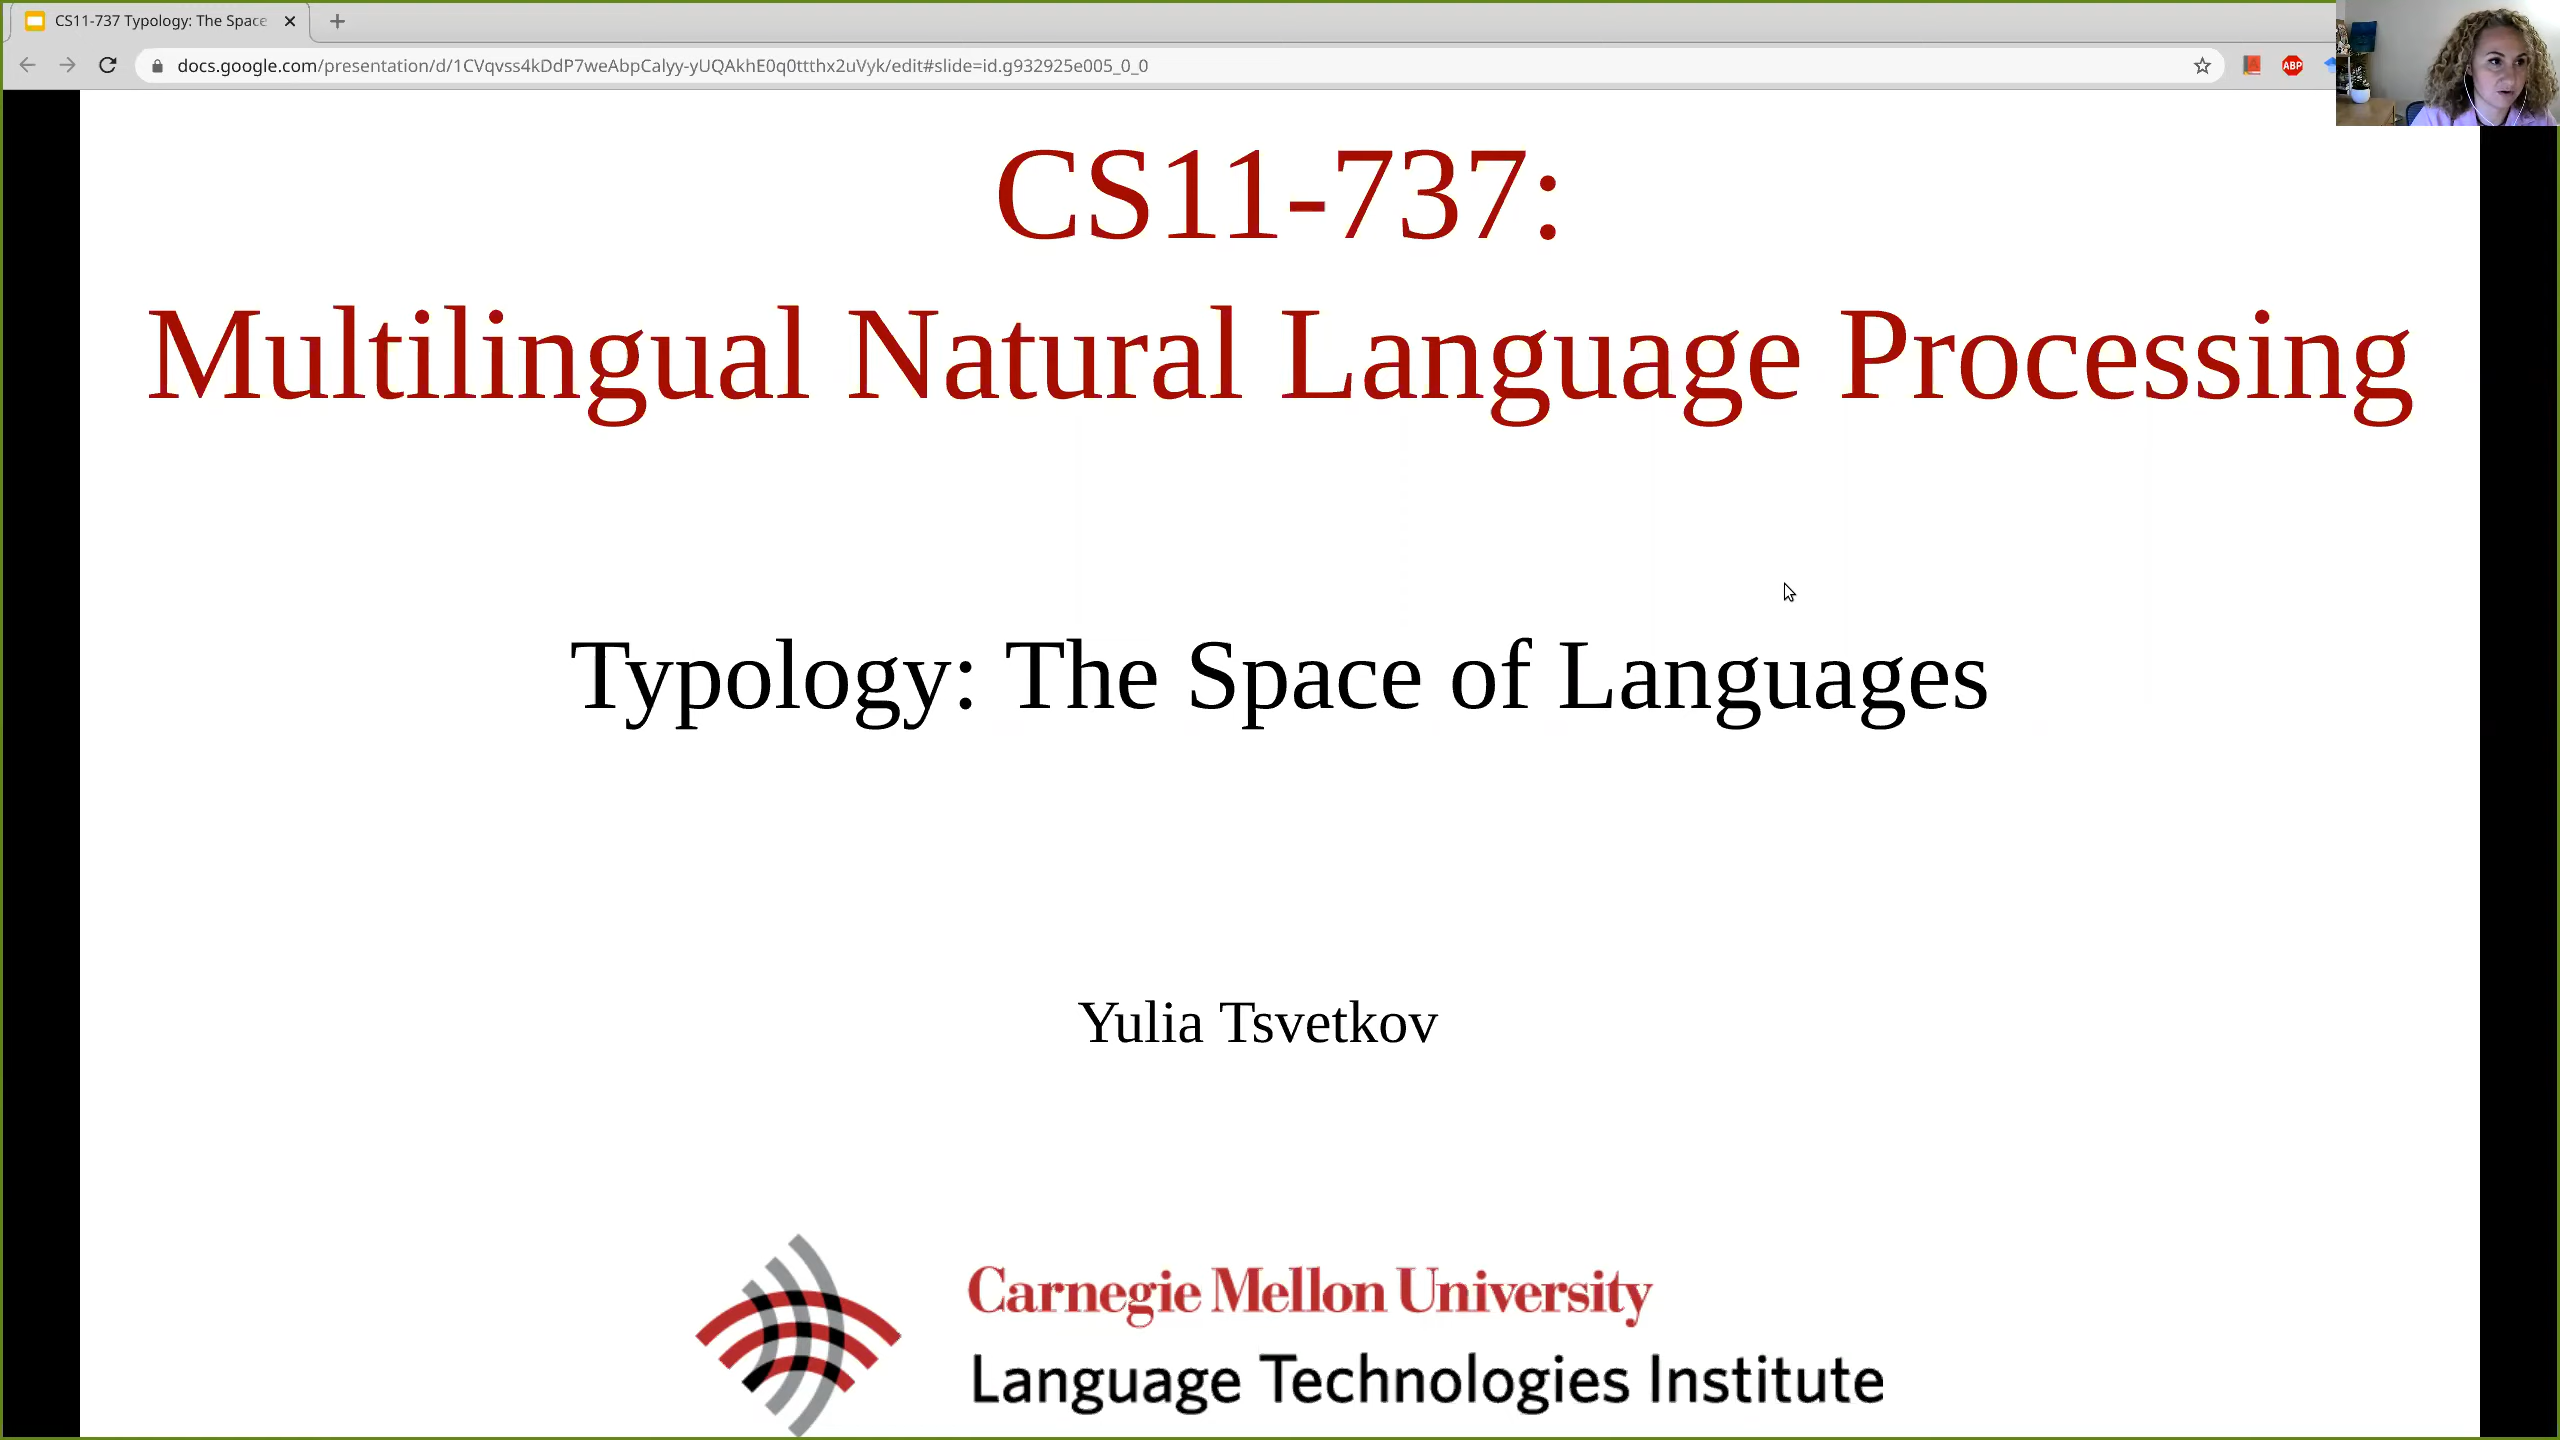 CS11-737 Typology: The Space
docs.google.com/presentation/d/1CVqvss4kDdP7weAbpCalyy-yUQAkhE0q0ttthx2uVyk/edit#slide=id.g932925e005_0_0
ABP
CS11-737:
Multilingual Natural Language Processing
Typology: The Space of Languages
Yulia Tsvetkov
Carnegie Mellon University
Language Technologies Institute